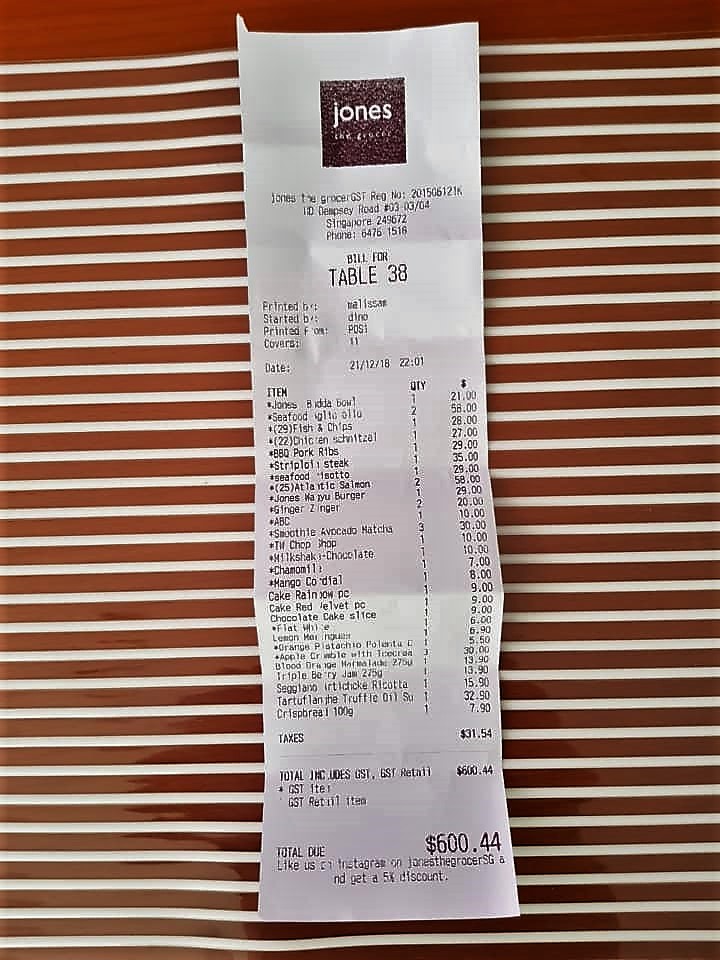 jones
the grocer
jones the grocerGST Reg No: 201506121K
Dempsey Road #03 03/04
Singapore 249672
Phone: 6476 1518
BILL FOR
TABLE 38
Printed by: melissam
Started by: dino
Printed From: POS1
Covers: 11
Date: 21/12/18 22:01
ITEM QTY $
*Jones Budda Bowl 1 21.00
*Seafood aglio olio 2 58.00
*(29)Fish & Chips 1 28.00
*(22)Chicken schnitzel 1 27.00
*BBQ Pork Ribs 1 29.00
*Striploin steak 1 35.00
*seafood risotto 1 29.00
*(25)Atlantic Salmon 2 58.00
*Jones Wagyu Burger 1 29.00
*Ginger Zinger 2 20.00
*ABC 1 10.00
*Smoothie Avocado Matcha 3 30.00
*TW Chop Shop 1 10.00
*Milkshake-Chocolate 1 10.00
*Chamomile 1 7.00
*Mango Cordial 1 8.00
Cake Rainbow pc 1 9.00
Cake Red Velvet pc 1 9.00
Chocolate Cake slice 1 9.00
*Flat White 1 6.00
Lemon Meringues 1 6.90
*Orange Pistachio Polenta C 1 5.50
*Apple Crumble with Icecrea 3 30.00
Blood Orange Marmalade 275g 1 13.90
Triple Berry Jam 275g 1 13.90
Seggiano Artichoke Ricotta 1 15.90
Tartuflanghe Truffle Oil Su 1 32.90
Crispbread 100g 1 7.90
TAXES $31.54
TOTAL INCLUDES GST, GST Retail $600.44
* GST item
GST Retail item
TOTAL DUE $600.44
Like us on Instagram on jonesthegrocerSG a
nd get a 5% discount.